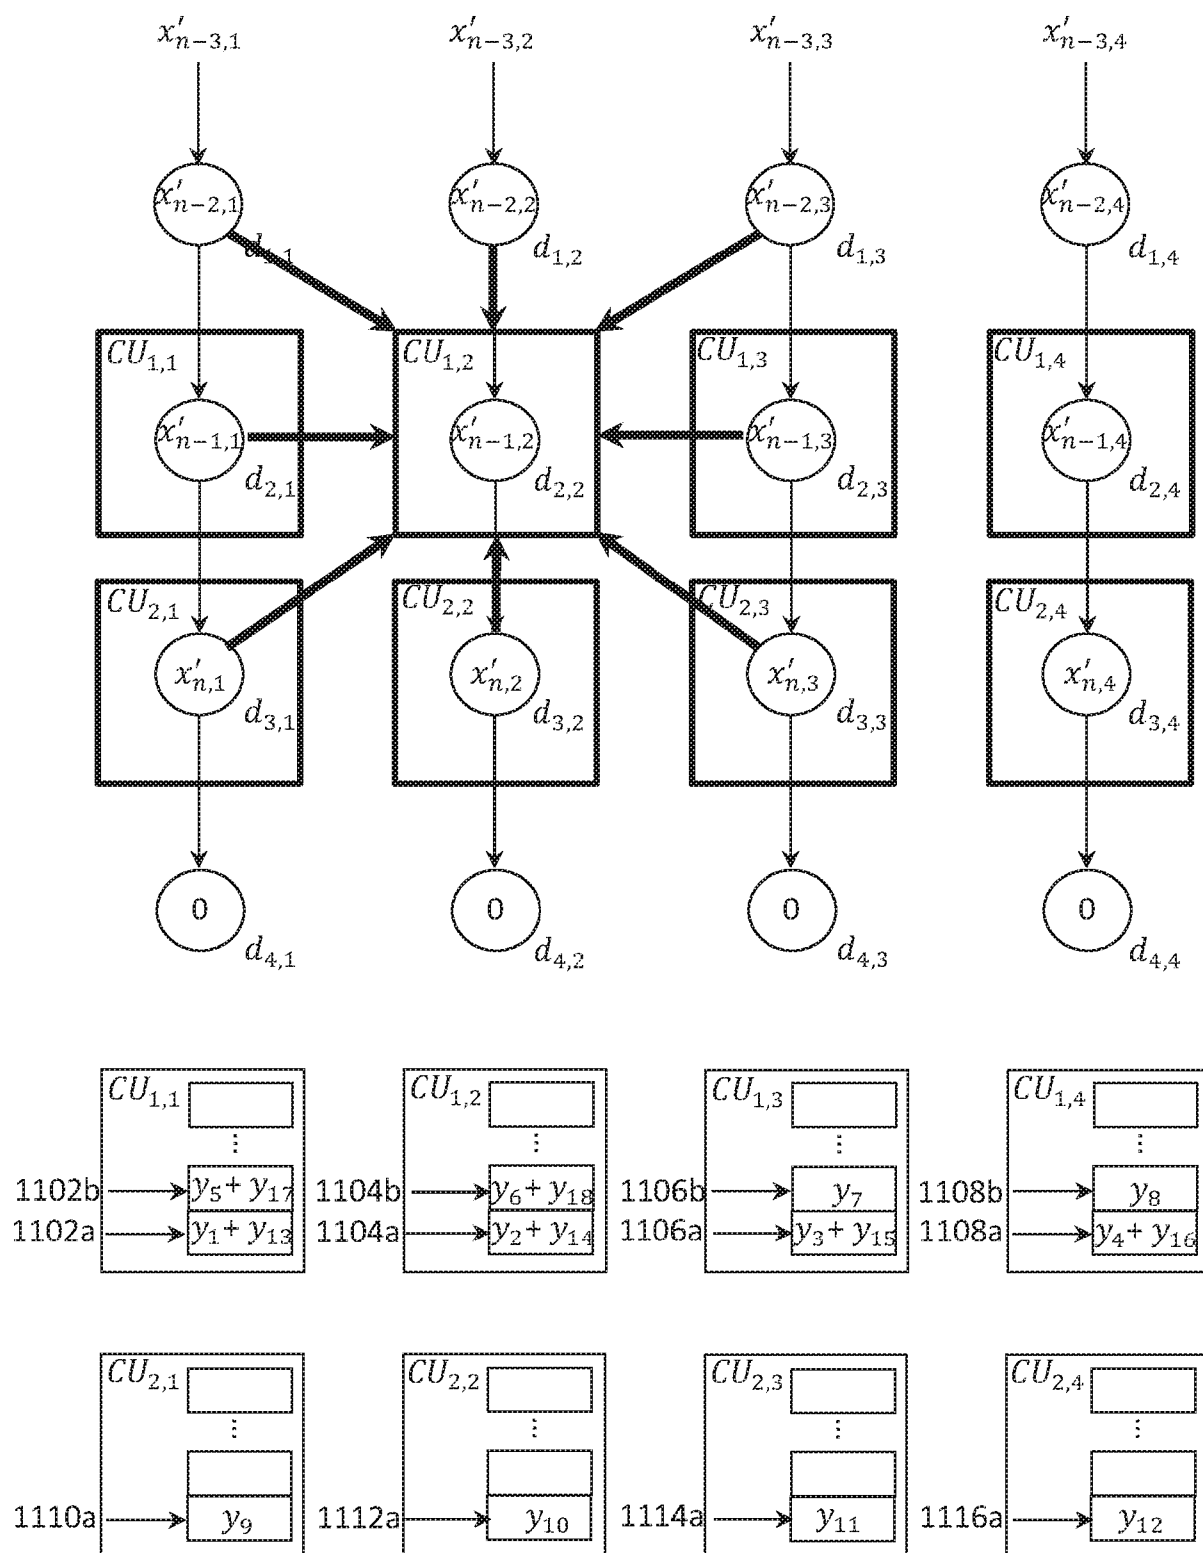 x′n−3,1 x′n−3,2 x′n−3,3 x′n−3,4
x′n−2,1 x′n−2,2 x′n−2,3 x′n−2,4
d1,1 d1,2 d1,3 d1,4
CU1,1 CU1,2 CU1,3 CU1,4
x′n−1,1 x′n−1,2 x′n−1,3 x′n−1,4
d2,1 d2,2 d2,3 d2,4
CU2,1 CU2,2 CU2,3 CU2,4
x′n,1 x′n,2 x′n,3 x′n,4
d3,1 d3,2 d3,3 d3,4
0 0 0 0
d4,1 d4,2 d4,3 d4,4
CU1,1 CU1,2 CU1,3 CU1,4
⋮ ⋮ ⋮ ⋮
1102b y5 + y17 1104b y6 + y18 1106b y7 1108b y8
1102a y1 + y13 1104a y2 + y14 1106a y3 + y15 1108a y4 + y16
CU2,1 CU2,2 CU2,3 CU2,4
⋮ ⋮ ⋮ ⋮
1110a y9 1112a y10 1114a y11 1116a y12